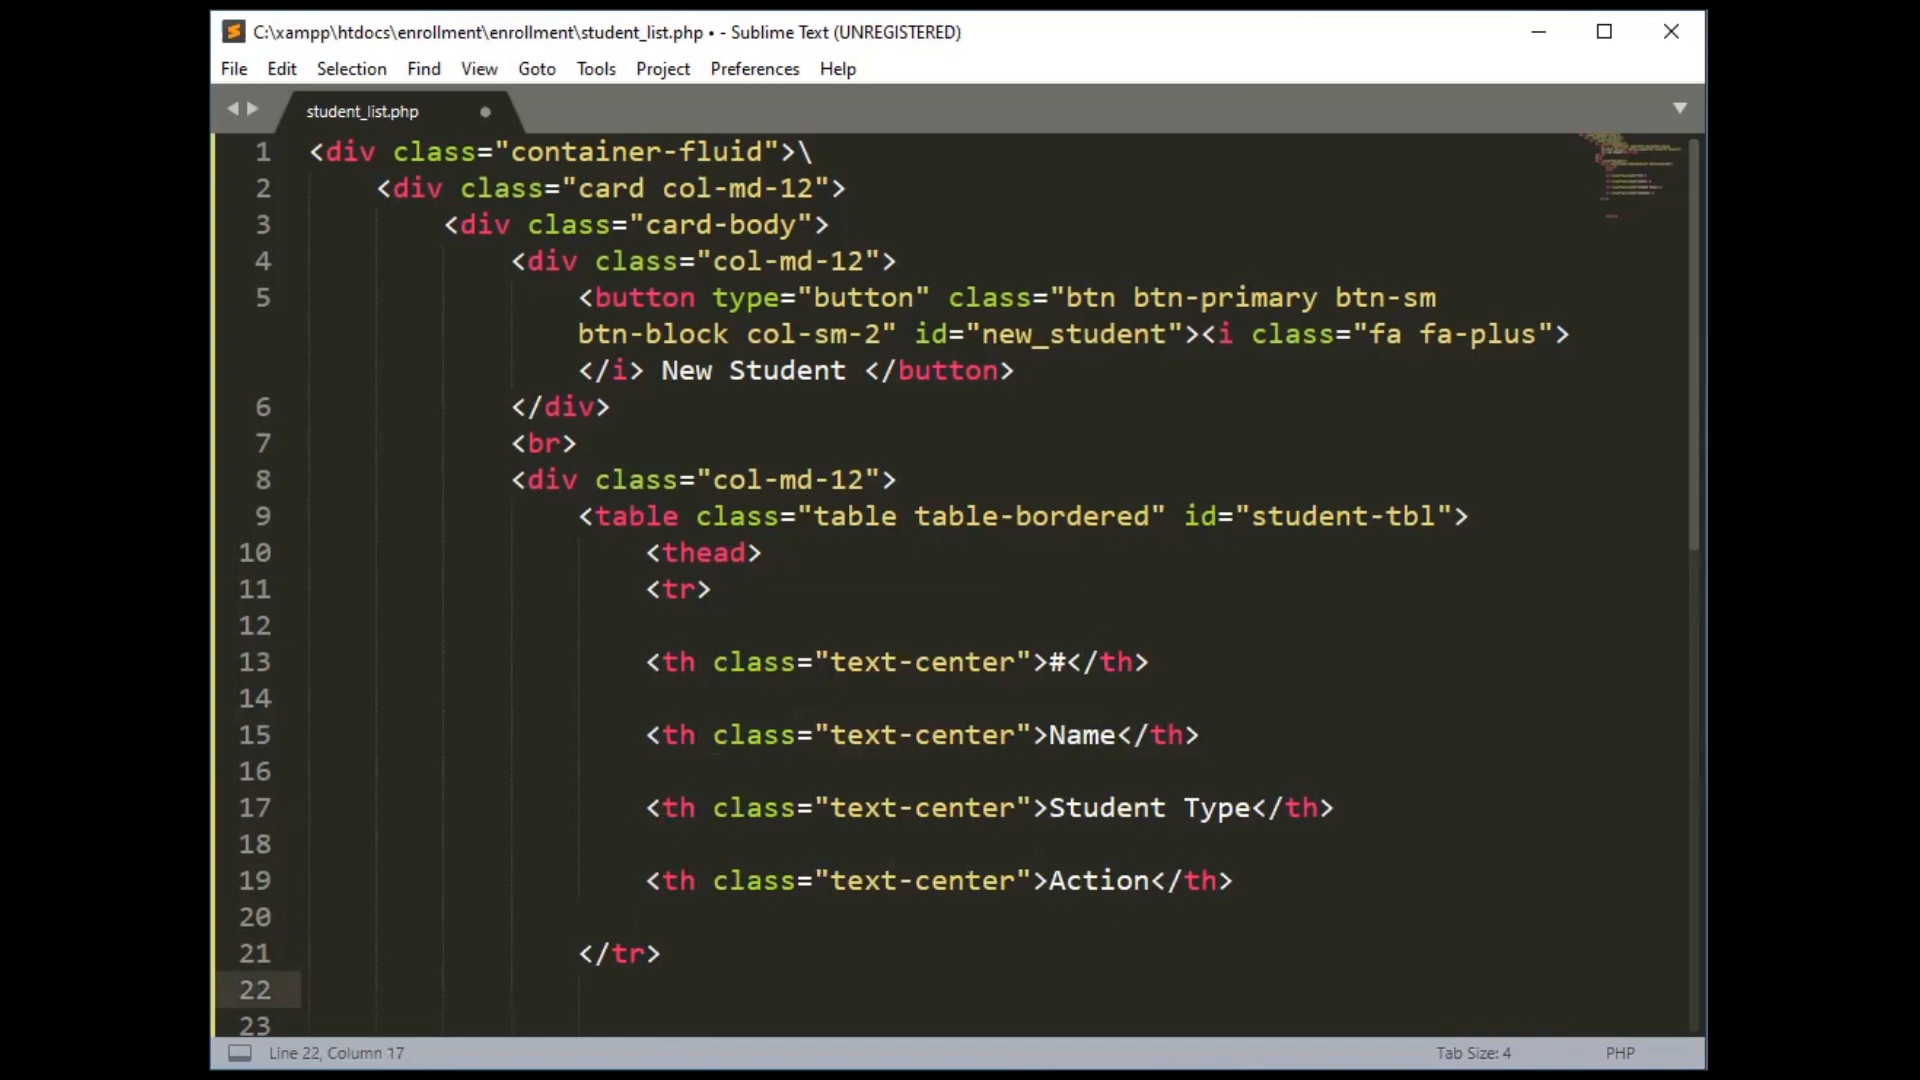 C:\xampp\htdocs\enrollment\enrollment\student_list.php • - Sublime Text (UNREGISTERED)
File Edit Selection Find View Goto Tools Project Preferences Help
student_list.php
1 <div class="container-fluid">\
2 <div class="card col-md-12">
3 <div class="card-body">
4 <div class="col-md-12">
5 <button type="button" class="btn btn-primary btn-sm
btn-block col-sm-2" id="new_student"><i class="fa fa-plus">
</i> New Student </button>
6 </div>
7 <br>
8 <div class="col-md-12">
9 <table class="table table-bordered" id="student-tbl">
10 <thead>
11 <tr>
12
13 <th class="text-center">#</th>
14
15 <th class="text-center">Name</th>
16
17 <th class="text-center">Student Type</th>
18
19 <th class="text-center">Action</th>
20
21 </tr>
22
23
Line 22, Column 17 Tab Size: 4 PHP